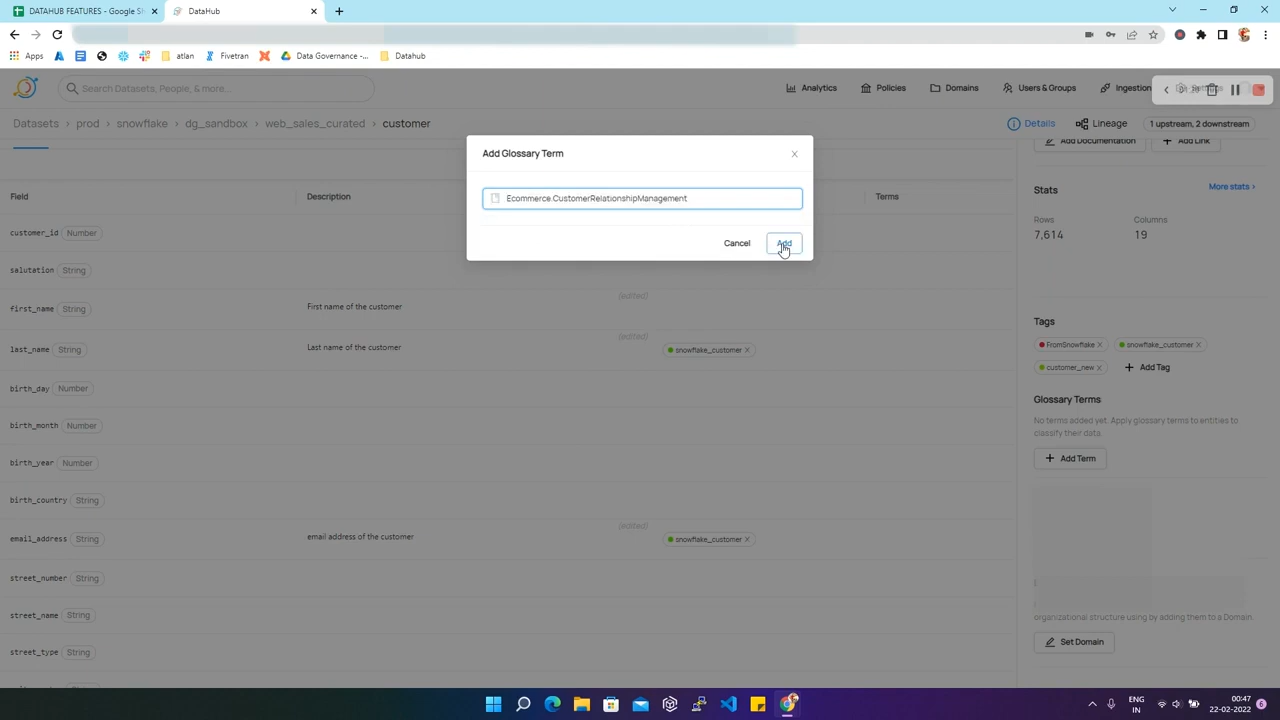 DATAHUB FEATURES - Google Sh
DataHub
Apps
atlan
Fivetran
Data Governance -...
Datahub
Search Datasets, People, & more...
Analytics
Policies
Domains
Users & Groups
Ingestion
Datasets > prod > snowflake > dg_sandbox > web_sales_curated > customer
Details
Lineage
1 upstream, 2 downstream
Add Glossary Term
Ecommerce.CustomerRelationshipManagement
Cancel
Add
Add Documentation
Add Link
Field
Description
Terms
customer_id Number
salutation String
first_name String
First name of the customer
(edited)
last_name String
Last name of the customer
(edited)
snowflake_customer
birth_day Number
birth_month Number
birth_year Number
birth_country String
email_address String
email address of the customer
(edited)
snowflake_customer
street_number String
street_name String
street_type String
Stats
More stats >
Rows
Columns
7,614
19
Tags
FromSnowflake
snowflake_customer
customer_new
Add Tag
Glossary Terms
No terms added yet. Apply glossary terms to entities to
classify their data.
Add Term
organizational structure using by adding them to a Domain.
Set Domain
ENG
IN
00:47
22-02-2022